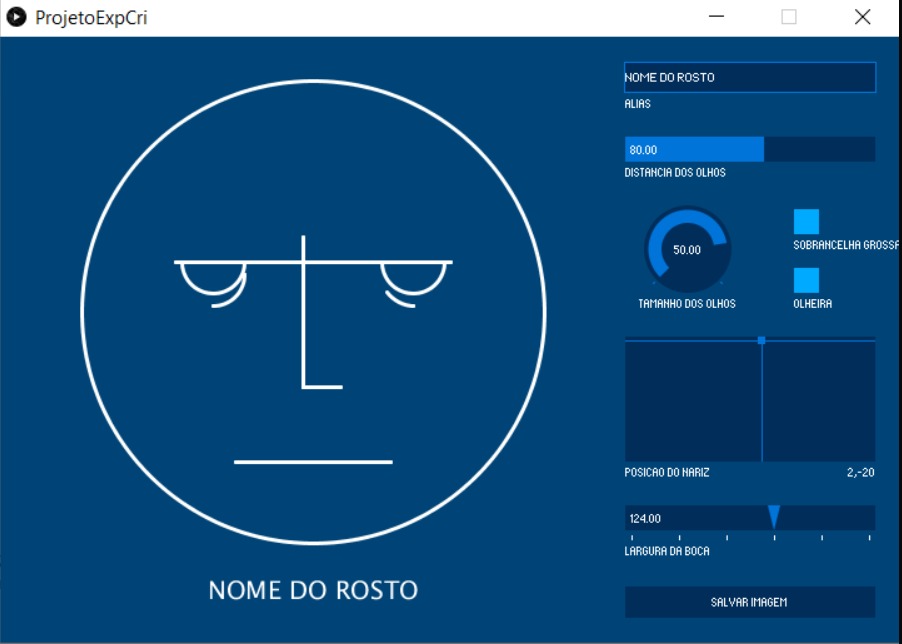 ProjetoExpCri
NOME DO ROSTO
ALIAS
80.00
DISTANCIA DOS OLHOS
50.00
TAMANHO DOS OLHOS
SOBRANCELHA GROSSA
OLHEIRA
POSICAO DO NARIZ
2,-20
124.00
LARGURA DA BOCA
SALVAR IMAGEM
NOME DO ROSTO